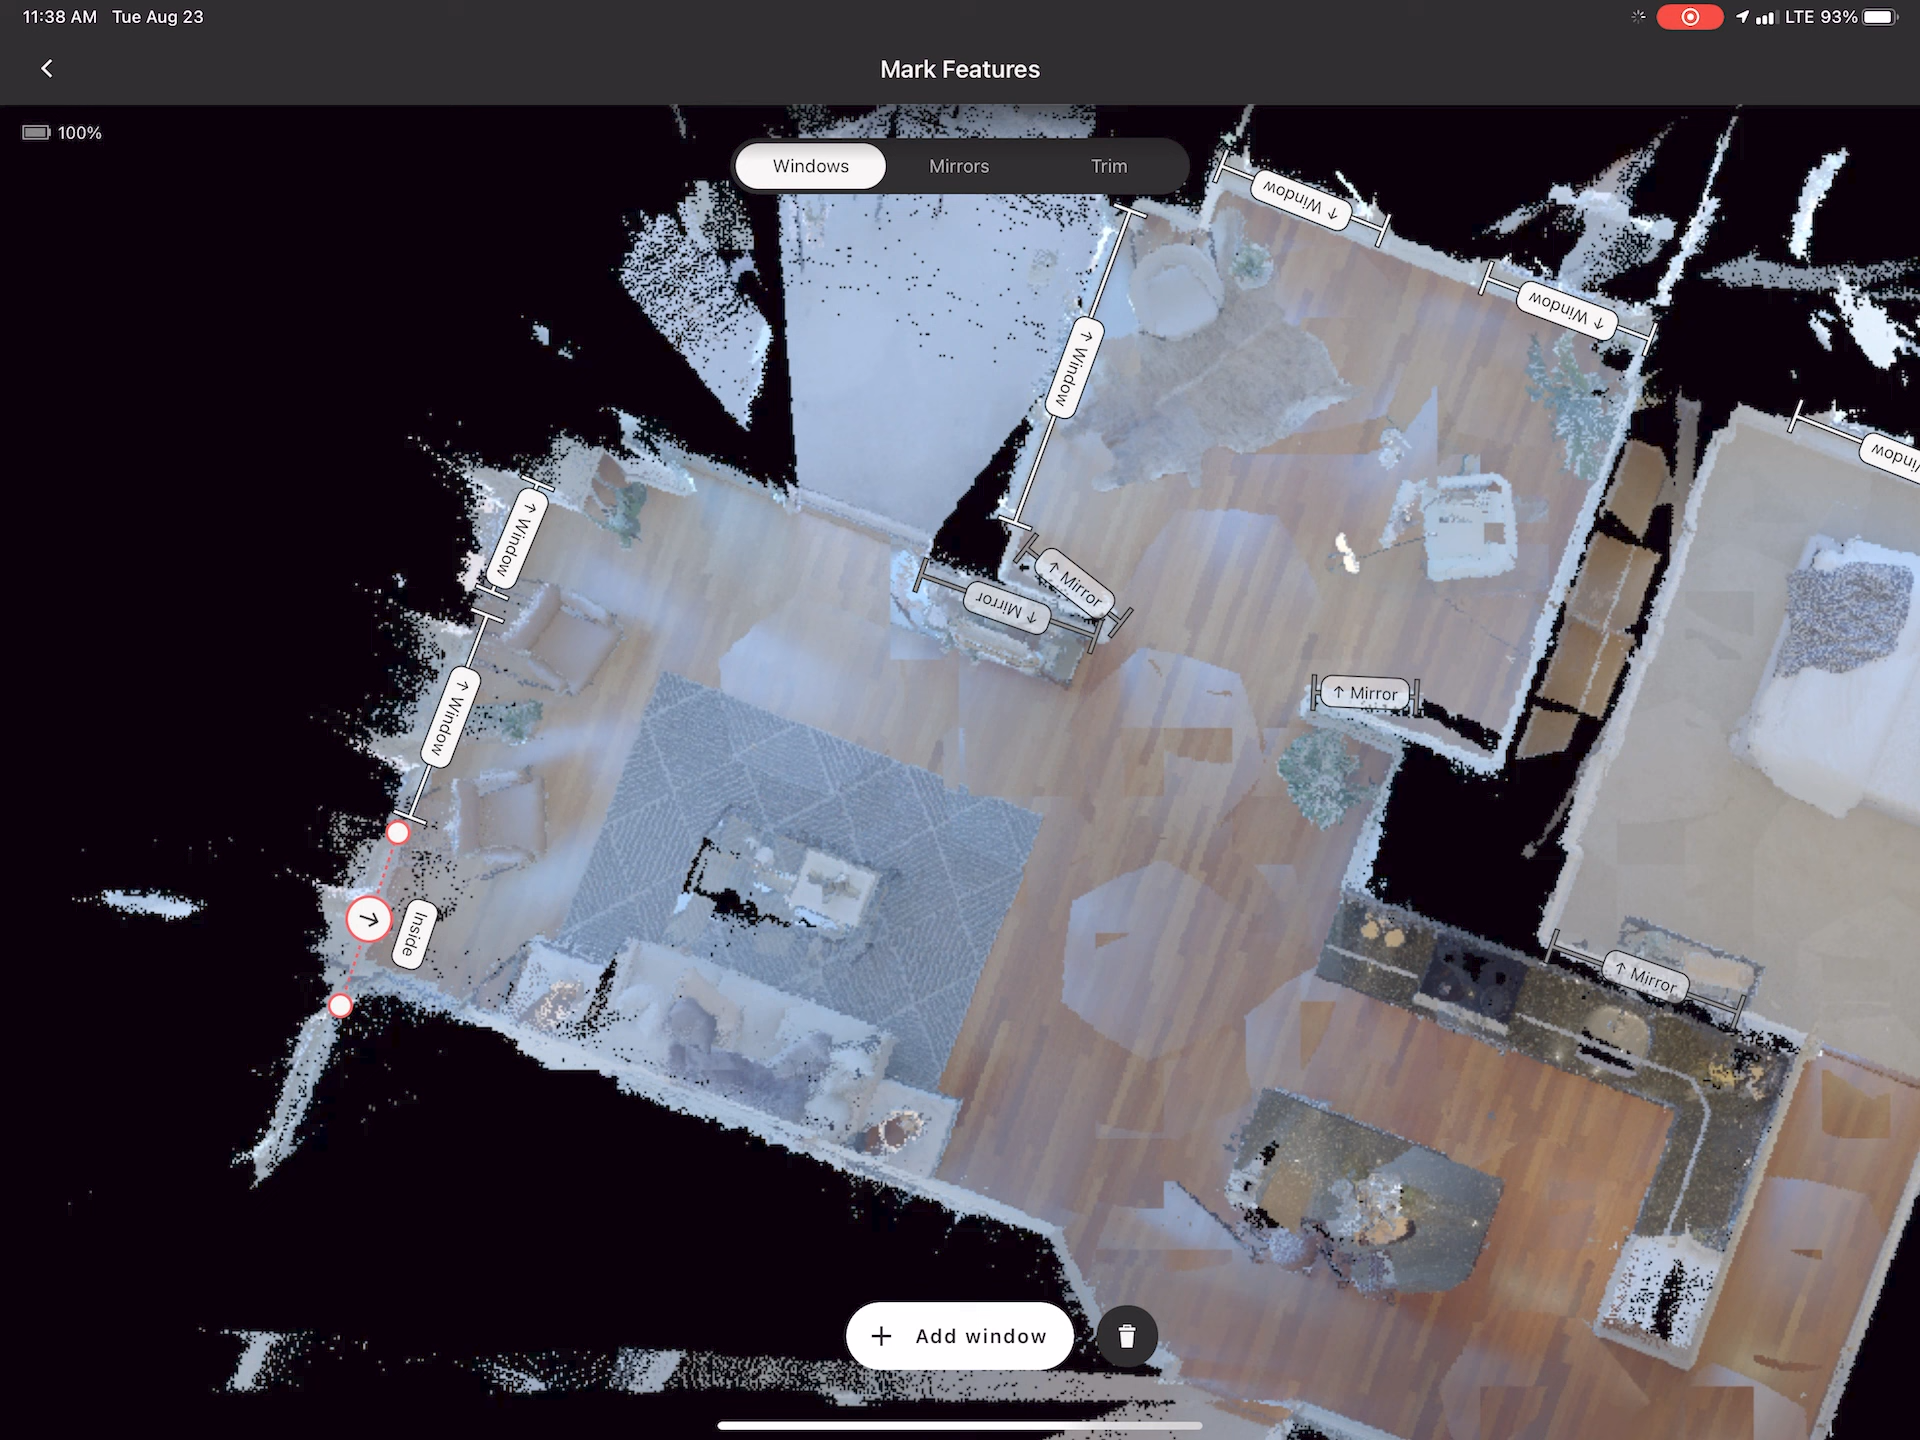 11:38 AM Tue Aug 23
LTE 93%
Mark Features
100%
Windows Mirrors Trim
↑ Window
↑ Window
↑ Window
↑ Window
↑ Window
↑ Mirror
↑ Mirror
↑ Mirror
Inside
↑ Mirror
+ Add window